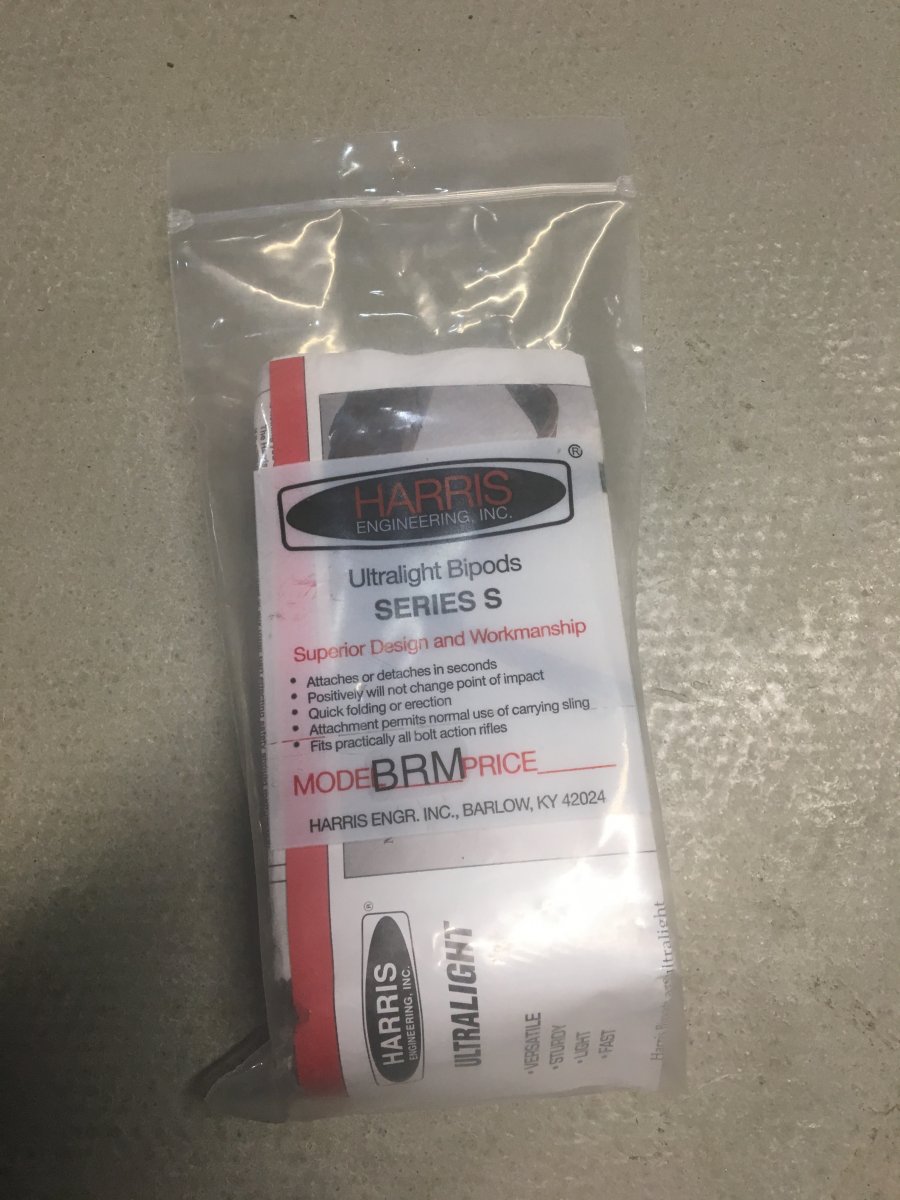 ®
HARRIS
ENGINEERING, INC.
Ultralight Bipods
SERIES S
Superior Design and Workmanship
• Attaches or detaches in seconds
• Positively will not change point of impact
• Quick folding or erection
• Attachment permits normal use of carrying sling
• Fits practically all bolt action rifles
MODEL BRM PRICE______
HARRIS ENGR. INC., BARLOW, KY 42024
®
HARRIS
ENGINEERING, INC.
ULTRALIGHT
• VERSATILE
• STURDY
• LIGHT
• FAST